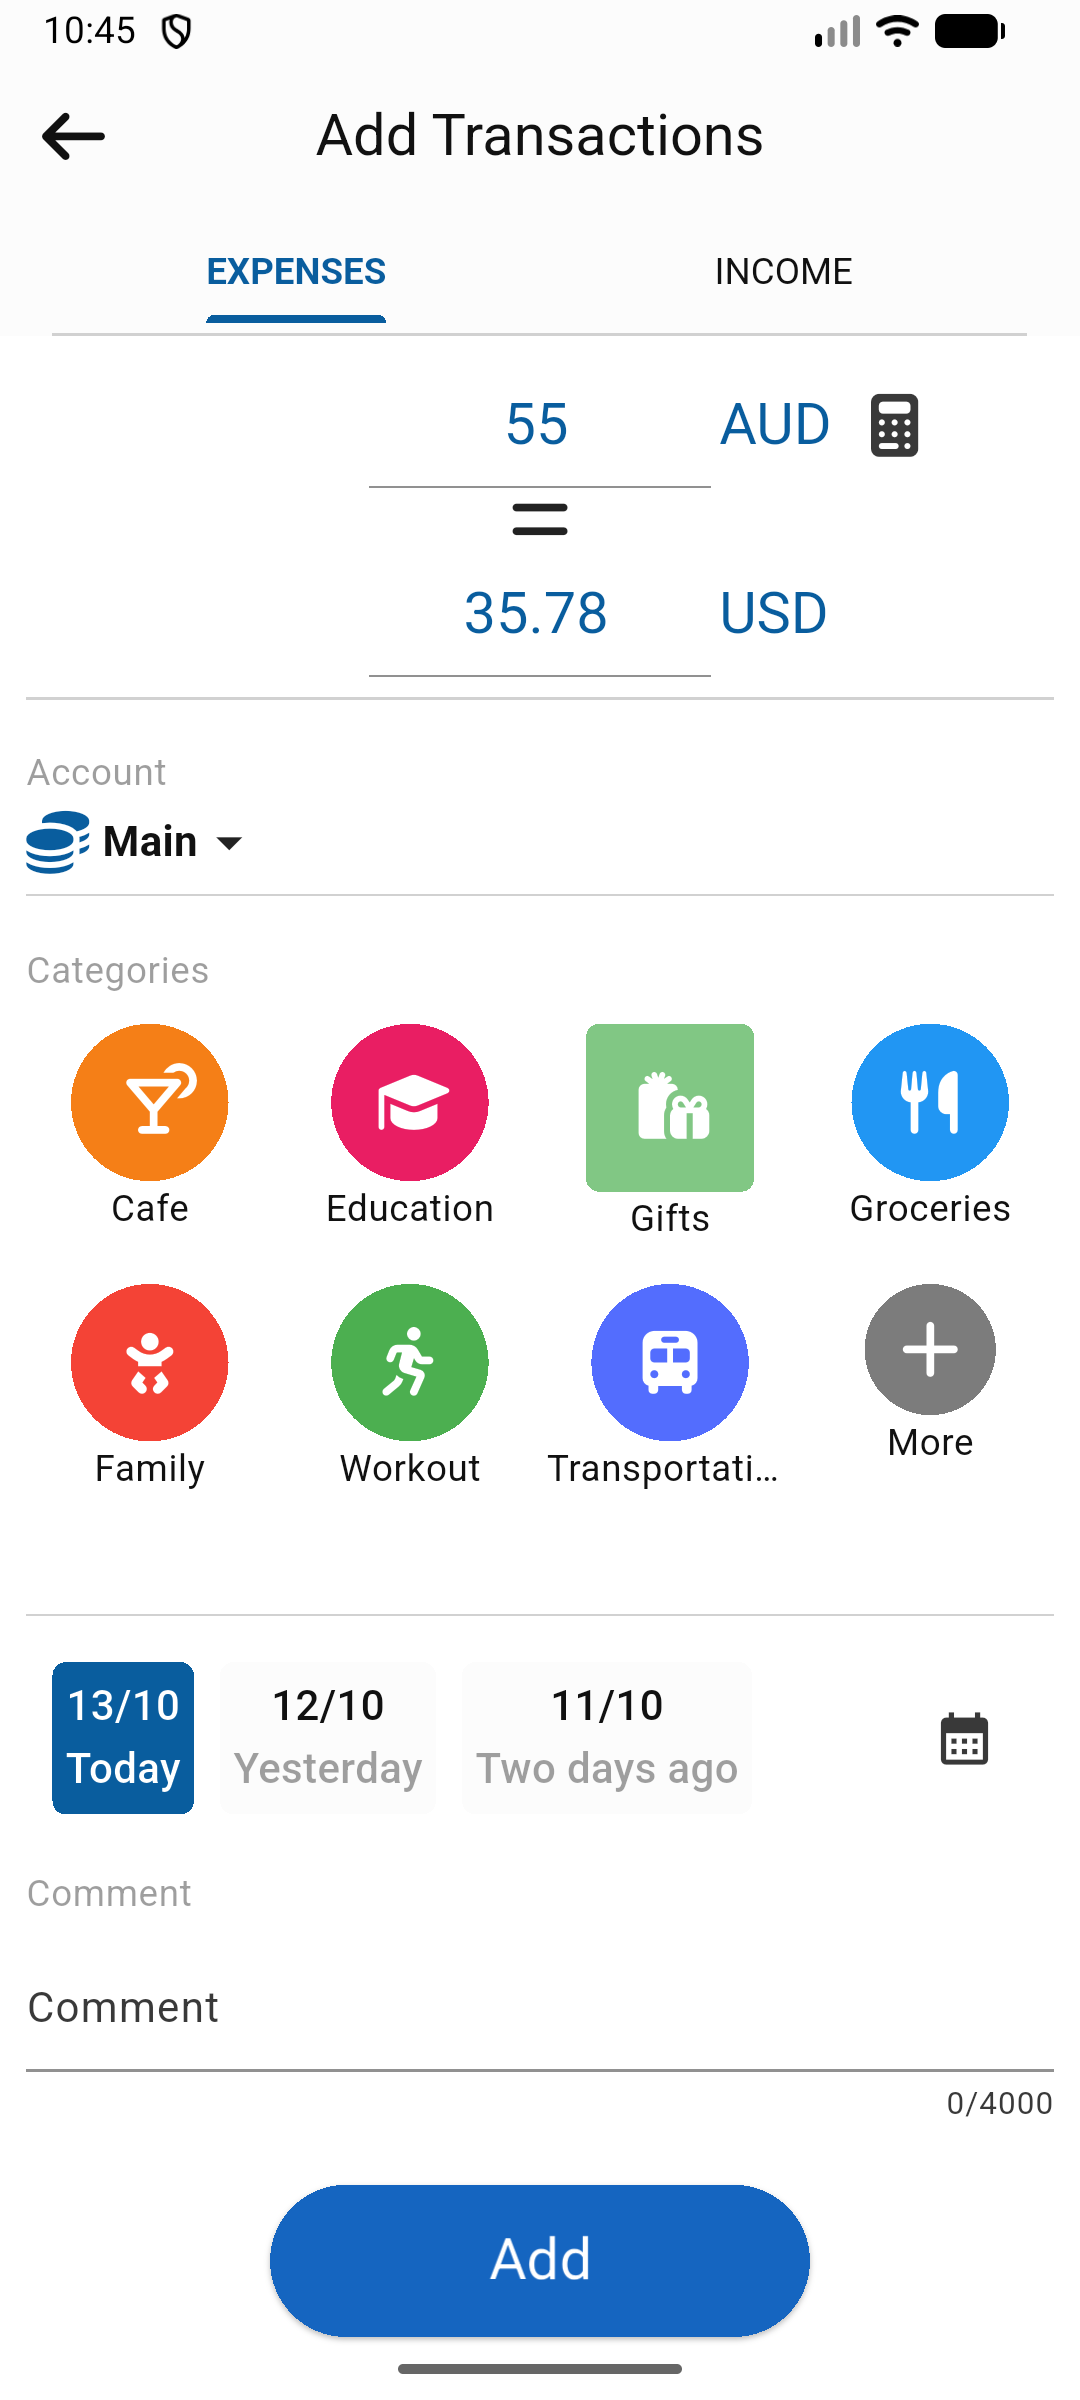 10:45
Add Transactions
EXPENSES INCOME
55 AUD
35.78 USD
Account
Main
Categories
Cafe Education Gifts Groceries
Family Workout Transportati... More
13/10 12/10 11/10
Today Yesterday Two days ago
Comment
Comment
0/4000
Add